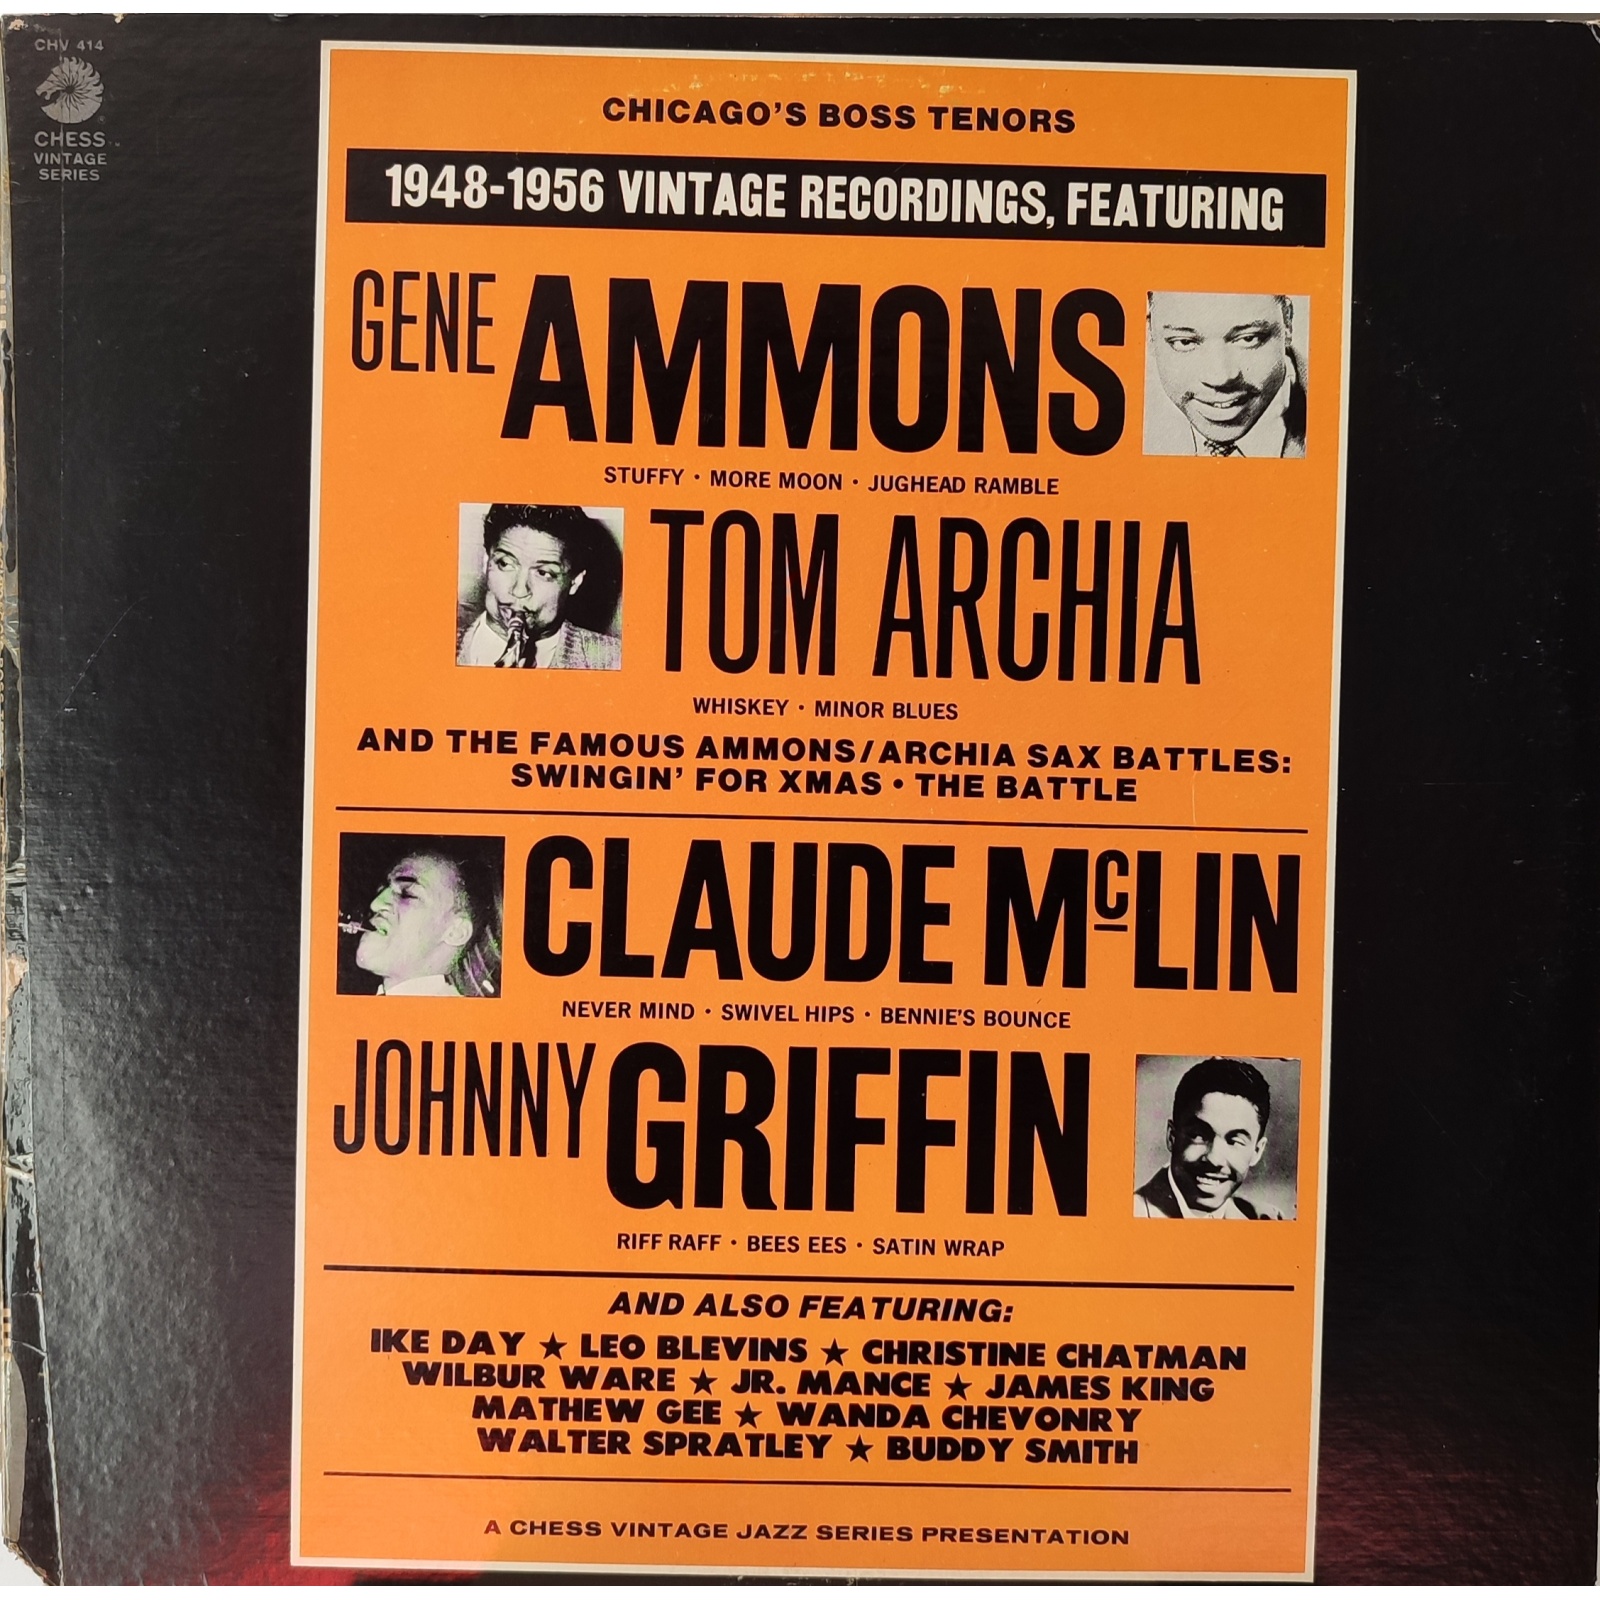 CHV 414
CHESS
VINTAGE
SERIES
CHICAGO'S BOSS TENORS
1948-1956 VINTAGE RECORDINGS, FEATURING
GENE AMMONS
STUFFY • MORE MOON • JUGHEAD RAMBLE
TOM ARCHIA
WHISKEY • MINOR BLUES
AND THE FAMOUS AMMONS/ARCHIA SAX BATTLES:
SWINGIN' FOR XMAS • THE BATTLE
CLAUDE McLIN
NEVER MIND • SWIVEL HIPS • BENNIE'S BOUNCE
JOHNNY GRIFFIN
RIFF RAFF • BEES EES • SATIN WRAP
AND ALSO FEATURING:
IKE DAY ★ LEO BLEVINS ★ CHRISTINE CHATMAN
WILBUR WARE ★ JR. MANCE ★ JAMES KING
MATHEW GEE ★ WANDA CHEVONRY
WALTER SPRATLEY ★ BUDDY SMITH
A CHESS VINTAGE JAZZ SERIES PRESENTATION